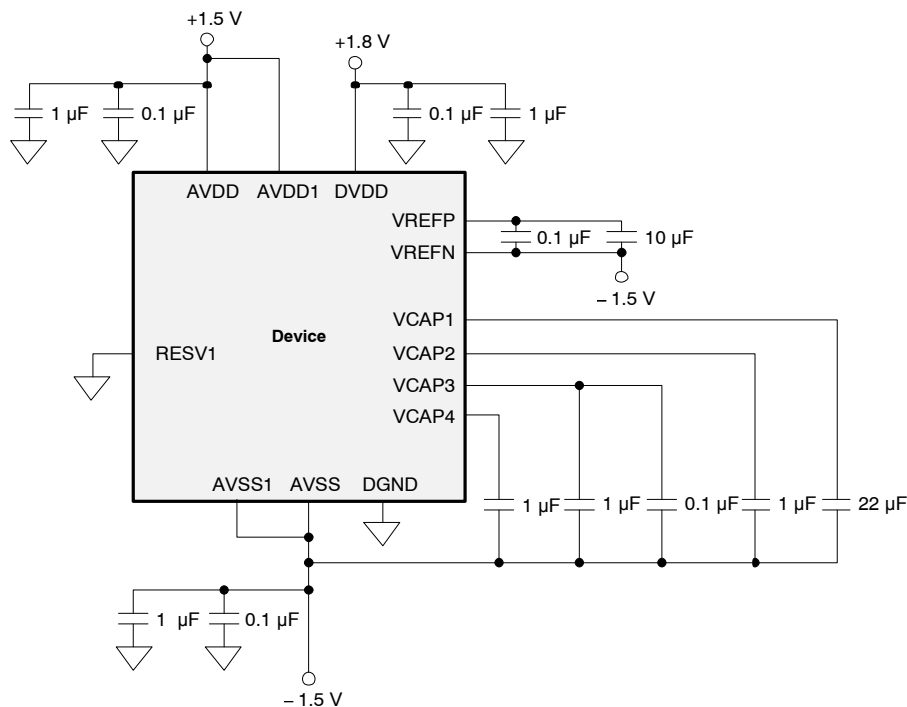 +1.5 V
+1.8 V
1 µF
0.1 µF
0.1 µF
1 µF
AVDD
AVDD1
DVDD
VREFP
VREFN
0.1 µF
10 µF
– 1.5 V
VCAP1
Device
RESV1
VCAP2
VCAP3
VCAP4
AVSS1
AVSS
DGND
1 µF
1 µF
0.1 µF
1 µF
22 µF
1 µF
0.1 µF
– 1.5 V